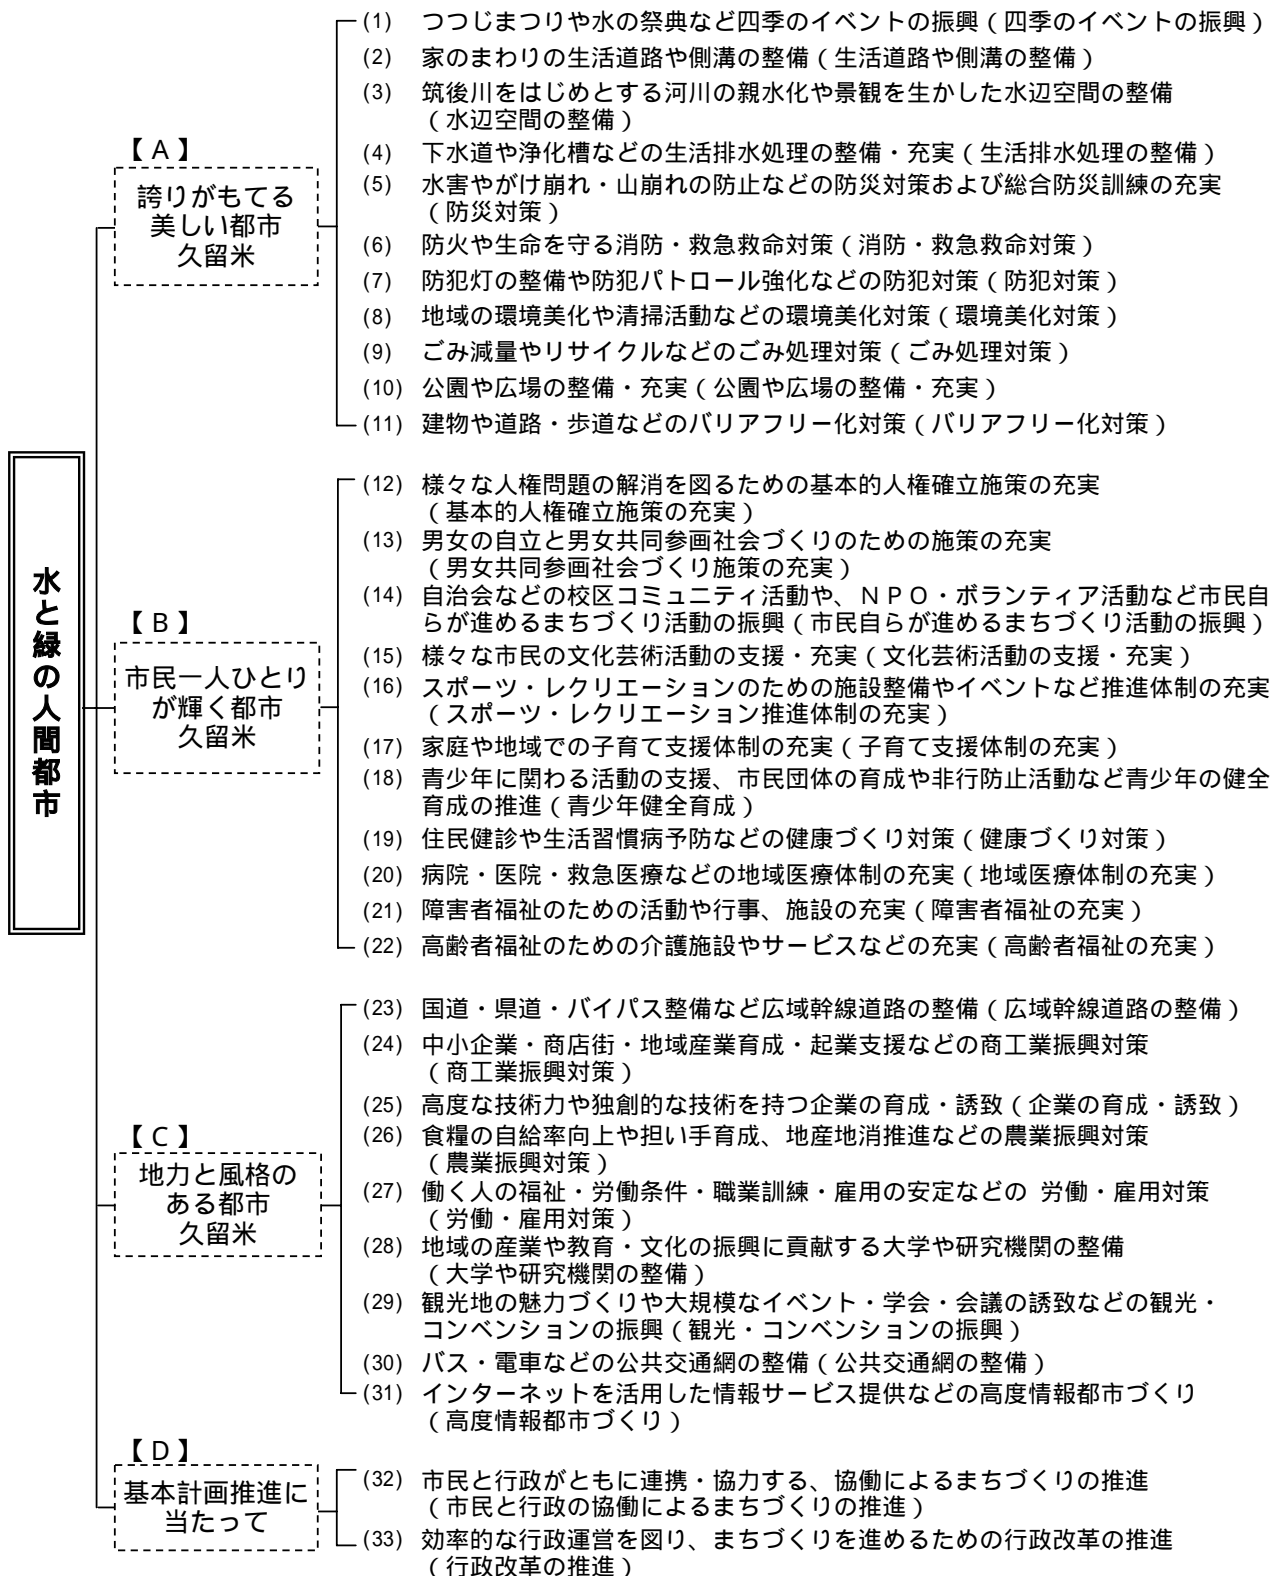 水と緑の人間都市
【A】
誇りがもてる
美しい都市
久留米
(1) つつじまつりや水の祭典など四季のイベントの振興(四季のイベントの振興)
(2) 家のまわりの生活道路や側溝の整備(生活道路や側溝の整備)
(3) 筑後川をはじめとする河川の親水化や景観を生かした水辺空間の整備
(水辺空間の整備)
(4) 下水道や浄化槽などの生活排水処理の整備・充実(生活排水処理の整備)
(5) 水害やがけ崩れ・山崩れの防止などの防災対策および総合防災訓練の充実
(防災対策)
(6) 防火や生命を守る消防・救急救命対策(消防・救急救命対策)
(7) 防犯灯の整備や防犯パトロール強化などの防犯対策(防犯対策)
(8) 地域の環境美化や清掃活動などの環境美化対策(環境美化対策)
(9) ごみ減量やリサイクルなどのごみ処理対策(ごみ処理対策)
(10) 公園や広場の整備・充実(公園や広場の整備・充実)
(11) 建物や道路・歩道などのバリアフリー化対策(バリアフリー化対策)
【B】
市民一人ひとり
が輝く都市
久留米
(12) 様々な人権問題の解消を図るための基本的人権確立施策の充実
(基本的人権確立施策の充実)
(13) 男女の自立と男女共同参画社会づくりのための施策の充実
(男女共同参画社会づくり施策の充実)
(14) 自治会などの校区コミュニティ活動や、NPO・ボランティア活動など市民自
らが進めるまちづくり活動の振興(市民自らが進めるまちづくり活動の振興)
(15) 様々な市民の文化芸術活動の支援・充実(文化芸術活動の支援・充実)
(16) スポーツ・レクリエーションのための施設整備やイベントなど推進体制の充実
(スポーツ・レクリエーション推進体制の充実)
(17) 家庭や地域での子育て支援体制の充実(子育て支援体制の充実)
(18) 青少年に関わる活動の支援、市民団体の育成や非行防止活動など青少年の健全
育成の推進(青少年健全育成)
(19) 住民健診や生活習慣病予防などの健康づくり対策(健康づくり対策)
(20) 病院・医院・救急医療などの地域医療体制の充実(地域医療体制の充実)
(21) 障害者福祉のための活動や行事、施設の充実(障害者福祉の充実)
(22) 高齢者福祉のための介護施設やサービスなどの充実(高齢者福祉の充実)
【C】
地力と風格の
ある都市
久留米
(23) 国道・県道・バイパス整備など広域幹線道路の整備(広域幹線道路の整備)
(24) 中小企業・商店街・地域産業育成・起業支援などの商工業振興対策
(商工業振興対策)
(25) 高度な技術力や独創的な技術を持つ企業の育成・誘致(企業の育成・誘致)
(26) 食糧の自給率向上や担い手育成、地産地消推進などの農業振興対策
(農業振興対策)
(27) 働く人の福祉・労働条件・職業訓練・雇用の安定などの 労働・雇用対策
(労働・雇用対策)
(28) 地域の産業や教育・文化の振興に貢献する大学や研究機関の整備
(大学や研究機関の整備)
(29) 観光地の魅力づくりや大規模なイベント・学会・会議の誘致などの観光・
コンベンションの振興(観光・コンベンションの振興)
(30) バス・電車などの公共交通網の整備(公共交通網の整備)
(31) インターネットを活用した情報サービス提供などの高度情報都市づくり
(高度情報都市づくり)
【D】
基本計画推進に
当たって
(32) 市民と行政がともに連携・協力する、協働によるまちづくりの推進
(市民と行政の協働によるまちづくりの推進)
(33) 効率的な行政運営を図り、まちづくりを進めるための行政改革の推進
(行政改革の推進)